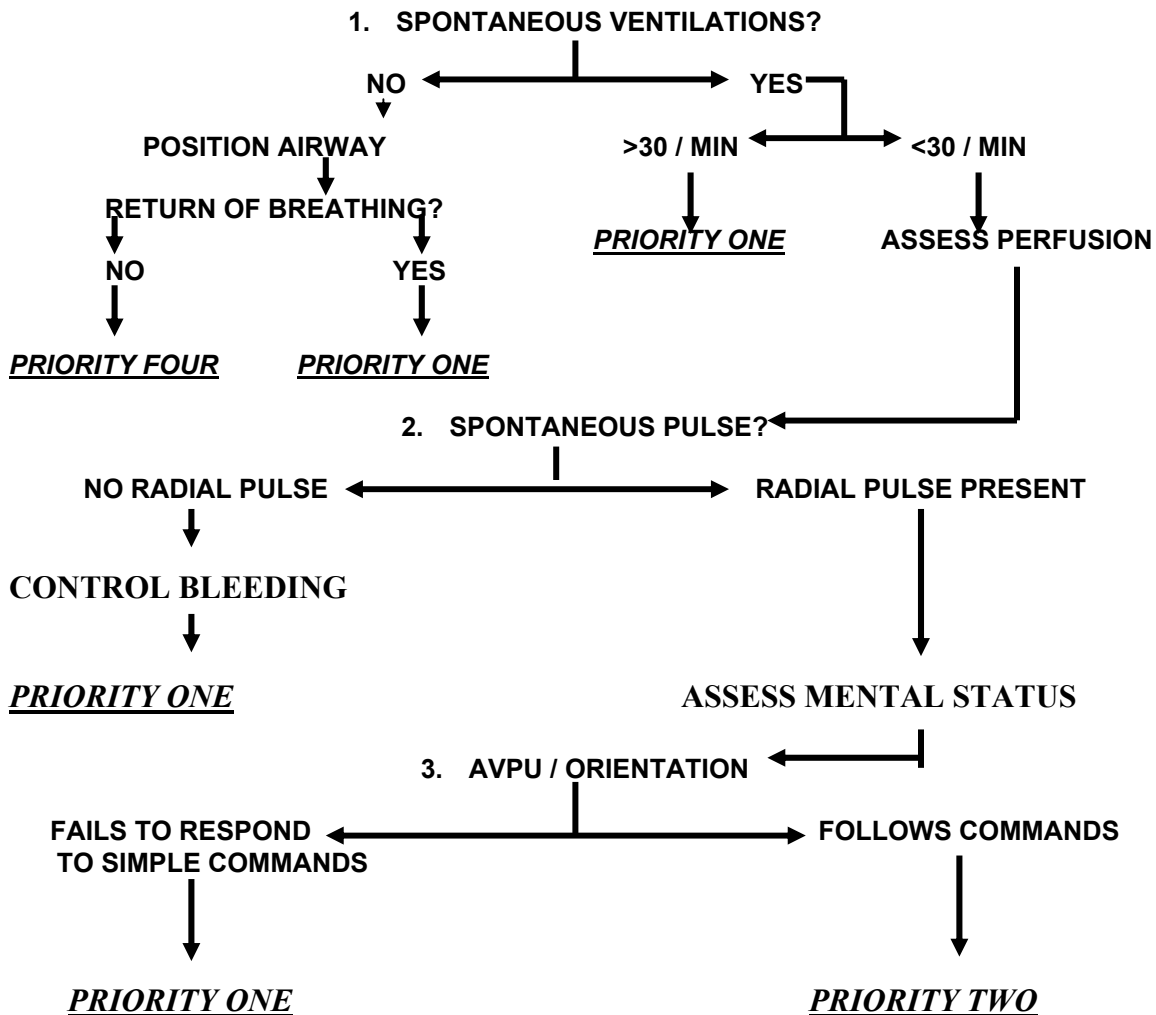 1. SPONTANEOUS VENTILATIONS?
NO
YES
POSITION AIRWAY
>30 / MIN
<30 / MIN
RETURN OF BREATHING?
PRIORITY ONE
ASSESS PERFUSION
NO
YES
PRIORITY FOUR
PRIORITY ONE
2. SPONTANEOUS PULSE?
NO RADIAL PULSE
RADIAL PULSE PRESENT
CONTROL BLEEDING
PRIORITY ONE
ASSESS MENTAL STATUS
3. AVPU / ORIENTATION
FAILS TO RESPOND
TO SIMPLE COMMANDS
FOLLOWS COMMANDS
PRIORITY ONE
PRIORITY TWO